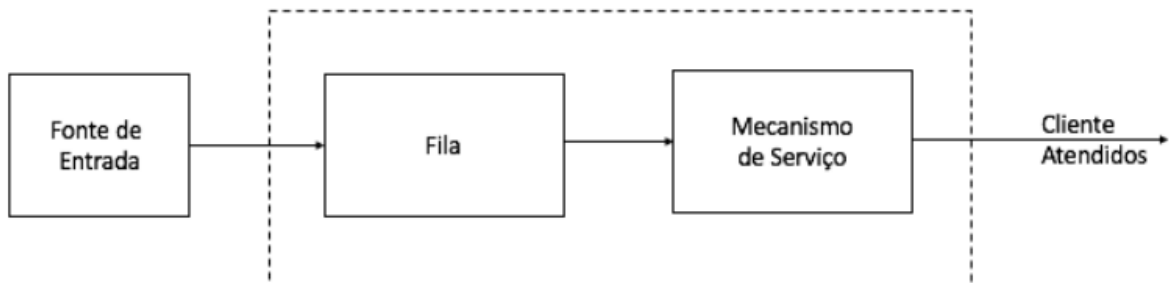 Fonte de
Entrada
Fila
Mecanismo
de Serviço
Cliente
Atendidos